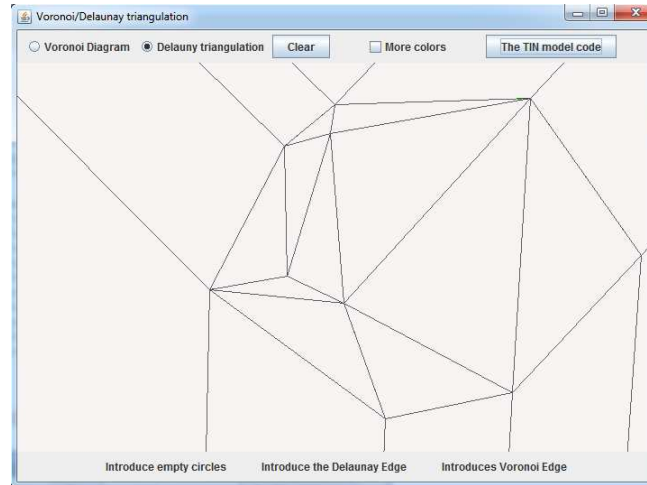 Voronoi/Delaunay triangulation
Voronoi Diagram Delauny triangulation Clear More colors The TIN model code
Introduce empty circles Introduce the Delaunay Edge Introduces Voronoi Edge